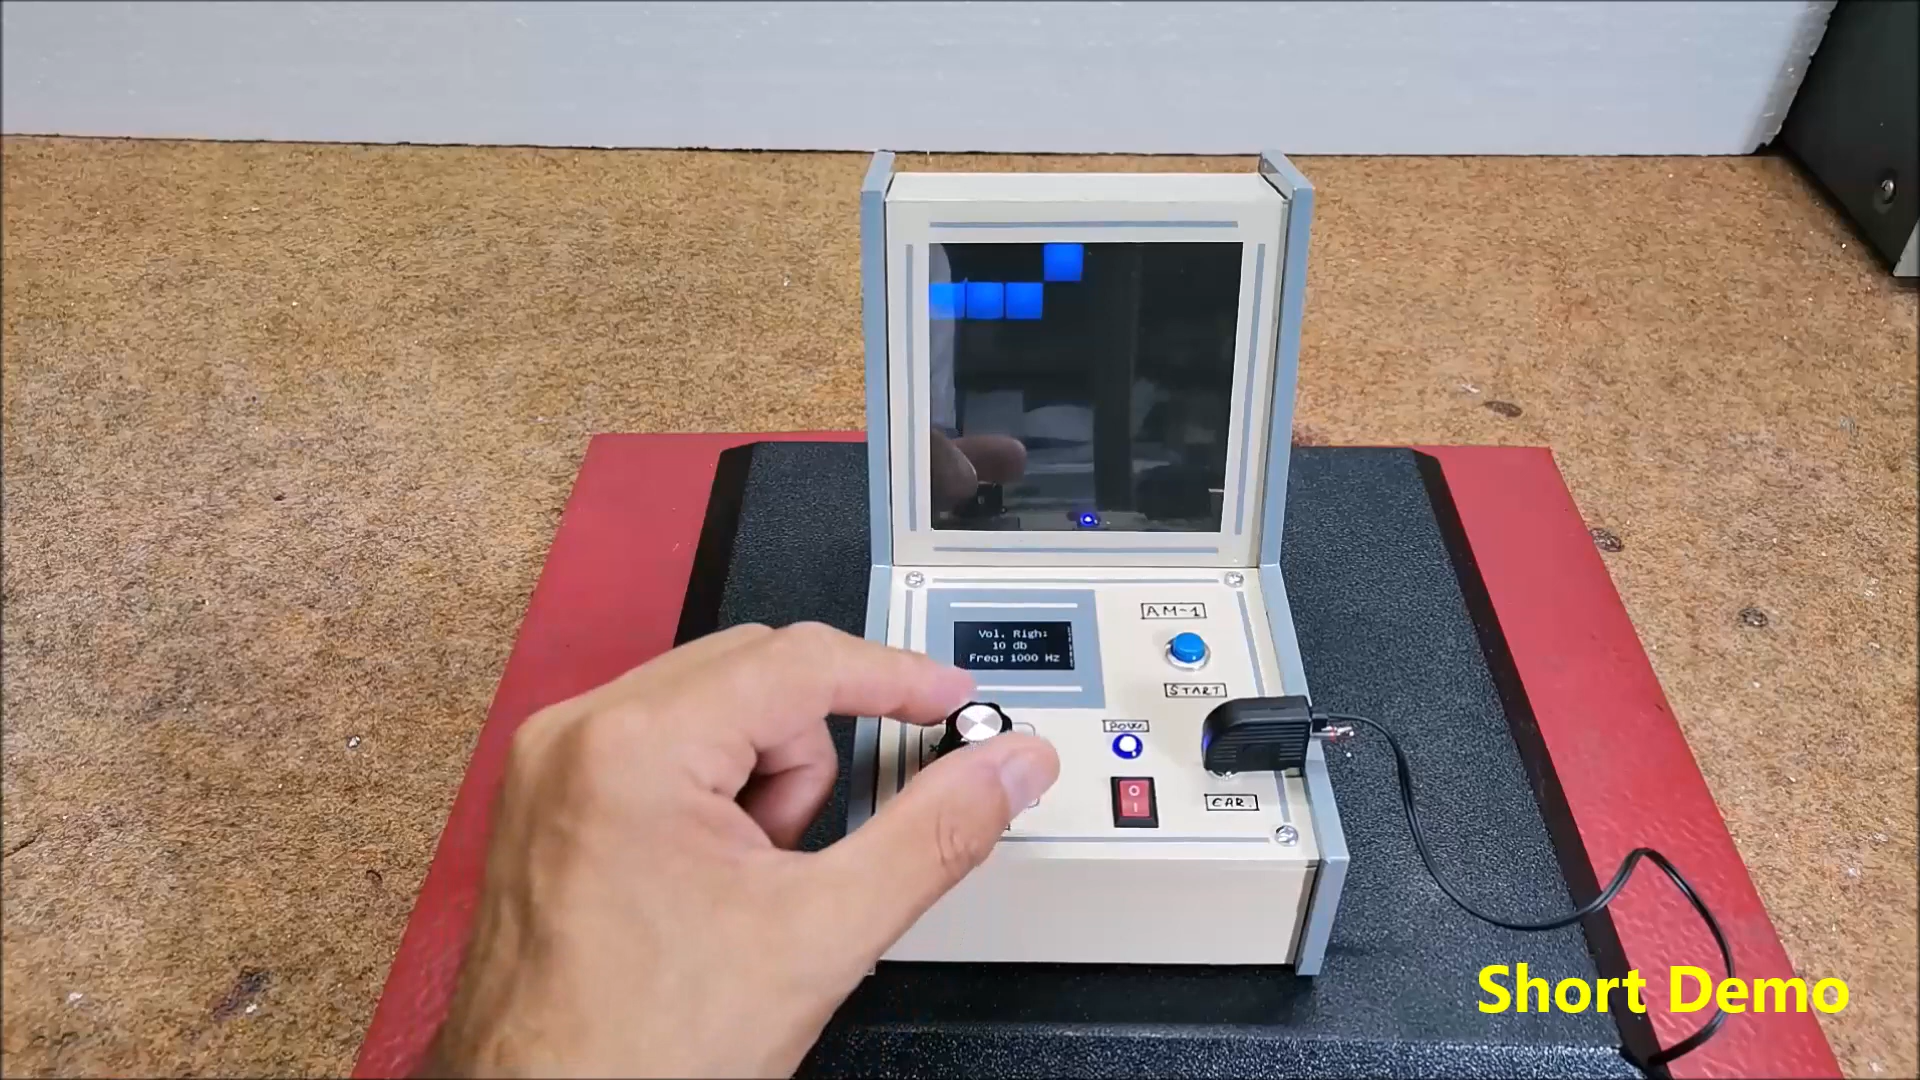 AM-1
Vol. Righ:
10 db
Freq: 1000 Hz
START
O
I
EAR.
Short Demo